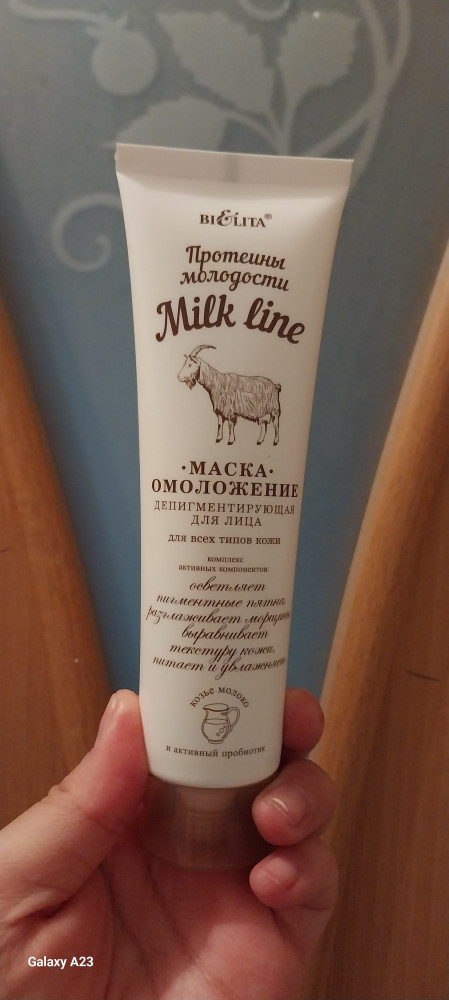 BIELITA®
Протеины
молодости
Milk line
·МАСКА·
ОМОЛОЖЕНИЕ
ДЕПИГМЕНТИРУЮЩАЯ
ДЛЯ ЛИЦА
для всех типов кожи
комплекс
активных компонентов:
осветляет
пигментные пятна,
разглаживает морщины,
выравнивает
текстуру кожи,
питает и увлажняет
козье молоко
и активный пробиотик
Galaxy A23